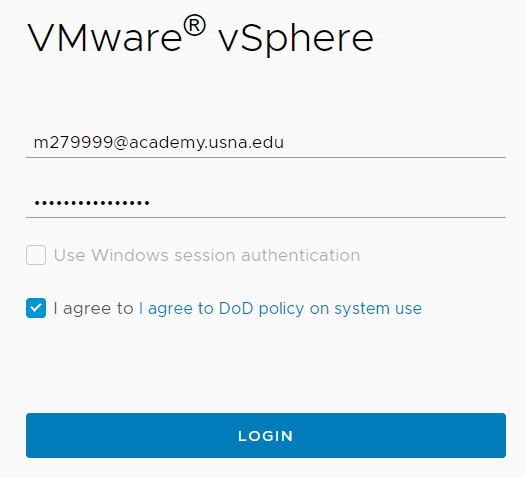 VMware® vSphere
m279999@academy.usna.edu
••••••••••••••••
Use Windows session authentication
I agree to I agree to DoD policy on system use
LOGIN